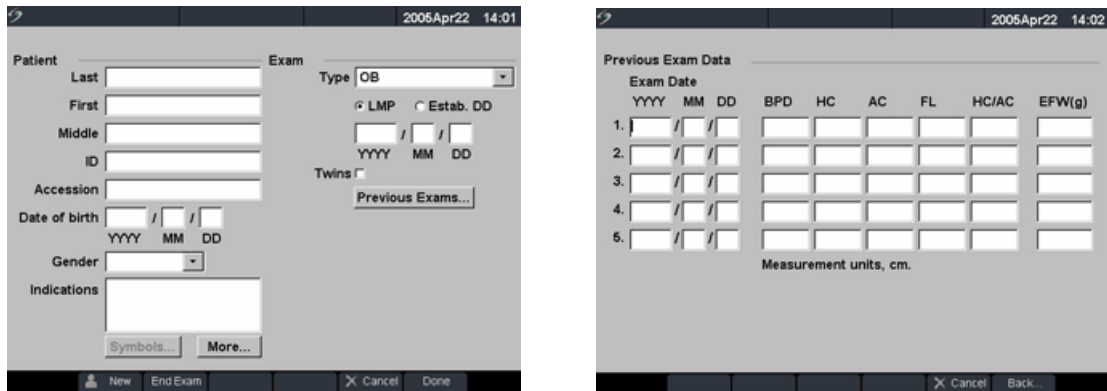 2005Apr22 14:01
Patient
Exam
Last
Type OB
First
LMP Estab. DD
Middle
/ /
YYYY MM DD
ID
Twins
Accession
Previous Exams...
Date of birth / /
YYYY MM DD
Gender
Indications
Symbols... More...
New End Exam Cancel Done
2005Apr22 14:02
Previous Exam Data
Exam Date
YYYY MM DD BPD HC AC FL HC/AC EFW(g)
1. / /
2. / /
3. / /
4. / /
5. / /
Measurement units, cm.
Cancel Back...